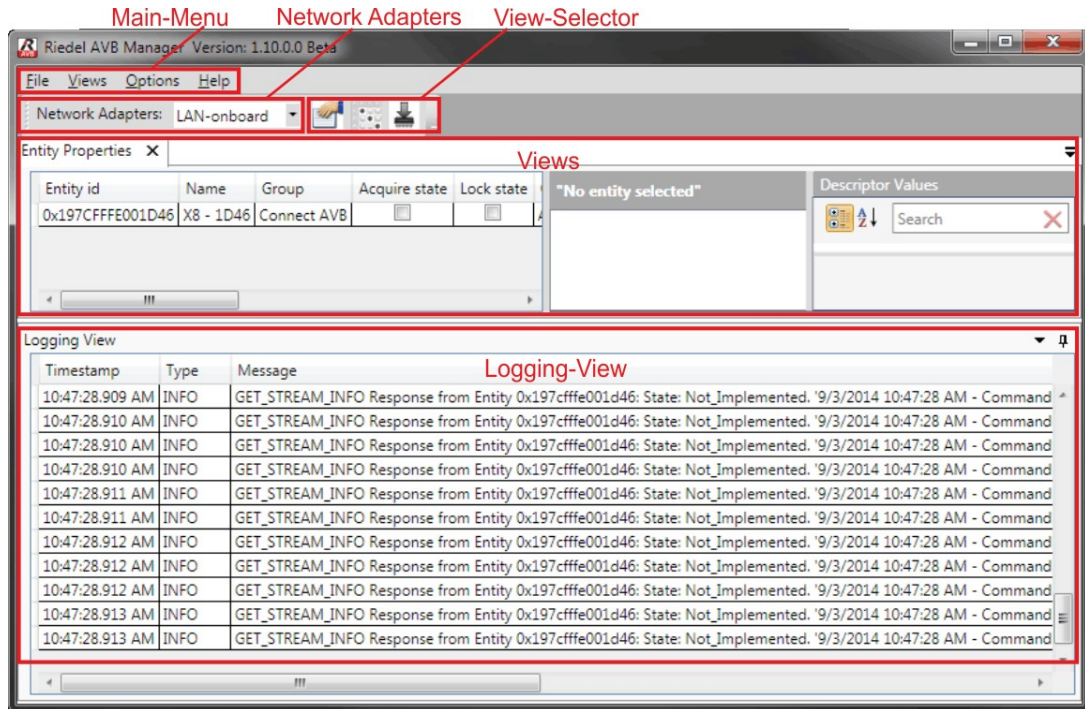 Main-Menu Network Adapters View-Selector
Riedel AVB Manager Version: 1.10.0.0 Beta
File Views Options Help
Network Adapters: LAN-onboard
Entity Properties X
Views
Entity id Name Group Acquire state Lock state "No entity selected" Descriptor Values
0x197CFFFE001D46 X8 - 1D46 Connect AVB Search
Logging View
Logging-View
Timestamp Type Message
10:47:28.909 AM INFO GET_STREAM_INFO Response from Entity 0x197cfffe001d46: State: Not_Implemented. '9/3/2014 10:47:28 AM - Command
10:47:28.910 AM INFO GET_STREAM_INFO Response from Entity 0x197cfffe001d46: State: Not_Implemented. '9/3/2014 10:47:28 AM - Command
10:47:28.910 AM INFO GET_STREAM_INFO Response from Entity 0x197cfffe001d46: State: Not_Implemented. '9/3/2014 10:47:28 AM - Command
10:47:28.910 AM INFO GET_STREAM_INFO Response from Entity 0x197cfffe001d46: State: Not_Implemented. '9/3/2014 10:47:28 AM - Command
10:47:28.911 AM INFO GET_STREAM_INFO Response from Entity 0x197cfffe001d46: State: Not_Implemented. '9/3/2014 10:47:28 AM - Command
10:47:28.911 AM INFO GET_STREAM_INFO Response from Entity 0x197cfffe001d46: State: Not_Implemented. '9/3/2014 10:47:28 AM - Command
10:47:28.912 AM INFO GET_STREAM_INFO Response from Entity 0x197cfffe001d46: State: Not_Implemented. '9/3/2014 10:47:28 AM - Command
10:47:28.912 AM INFO GET_STREAM_INFO Response from Entity 0x197cfffe001d46: State: Not_Implemented. '9/3/2014 10:47:28 AM - Command
10:47:28.912 AM INFO GET_STREAM_INFO Response from Entity 0x197cfffe001d46: State: Not_Implemented. '9/3/2014 10:47:28 AM - Command
10:47:28.913 AM INFO GET_STREAM_INFO Response from Entity 0x197cfffe001d46: State: Not_Implemented. '9/3/2014 10:47:28 AM - Command
10:47:28.913 AM INFO GET_STREAM_INFO Response from Entity 0x197cfffe001d46: State: Not_Implemented. '9/3/2014 10:47:28 AM - Command